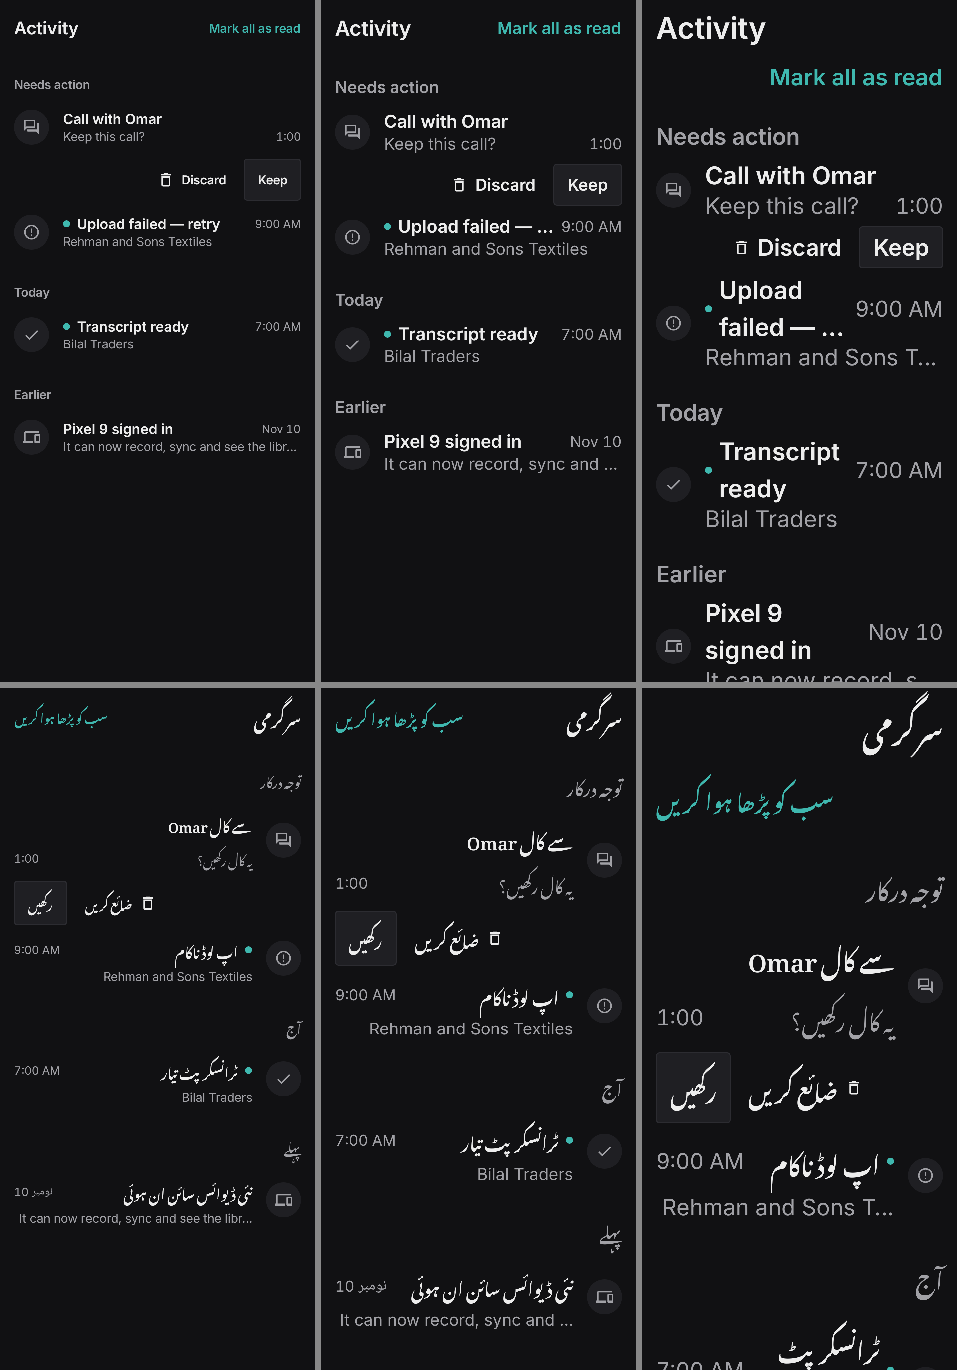 Activity
Mark all as read
Needs action
Call with Omar
Keep this call?
1:00
Discard
Keep
Upload failed — retry
9:00 AM
Rehman and Sons Textiles
Today
Transcript ready
7:00 AM
Bilal Traders
Earlier
Pixel 9 signed in
Nov 10
It can now record, sync and see the libr...
Activity
Mark all as read
Needs action
Call with Omar
Keep this call?
1:00
Discard
Keep
Upload failed — ...
9:00 AM
Rehman and Sons Textiles
Today
Transcript ready
7:00 AM
Bilal Traders
Earlier
Pixel 9 signed in
Nov 10
It can now record, sync and ...
Activity
Mark all as read
Needs action
Call with Omar
Keep this call?
1:00
Discard
Keep
Upload
failed — ...
9:00 AM
Rehman and Sons T...
Today
Transcript
ready
7:00 AM
Bilal Traders
Earlier
Pixel 9
signed in
Nov 10
It can now record, s...
سرگرمی
سب کو پڑھا ہوا کریں
توجہ درکار
Omar سے کال
یہ کال رکھیں؟
1:00
ضائع کریں
رکھیں
اپ لوڈ ناکام
9:00 AM
Rehman and Sons Textiles
آج
ٹرانسکرپٹ تیار
7:00 AM
Bilal Traders
پہلے
نئی ڈیوائس سائن ان ہوئی
10 نومبر
It can now record, sync and see the libr...
سرگرمی
سب کو پڑھا ہوا کریں
توجہ درکار
Omar سے کال
یہ کال رکھیں؟
1:00
ضائع کریں
رکھیں
اپ لوڈ ناکام
9:00 AM
Rehman and Sons Textiles
آج
ٹرانسکرپٹ تیار
7:00 AM
Bilal Traders
پہلے
نئی ڈیوائس سائن ان ہوئی
10 نومبر
It can now record, sync and ...
سرگرمی
سب کو پڑھا ہوا کریں
توجہ درکار
Omar سے کال
یہ کال رکھیں؟
1:00
ضائع کریں
رکھیں
اپ لوڈ ناکام
9:00 AM
Rehman and Sons T...
آج
ٹرانسکرپٹ
7:00 AM